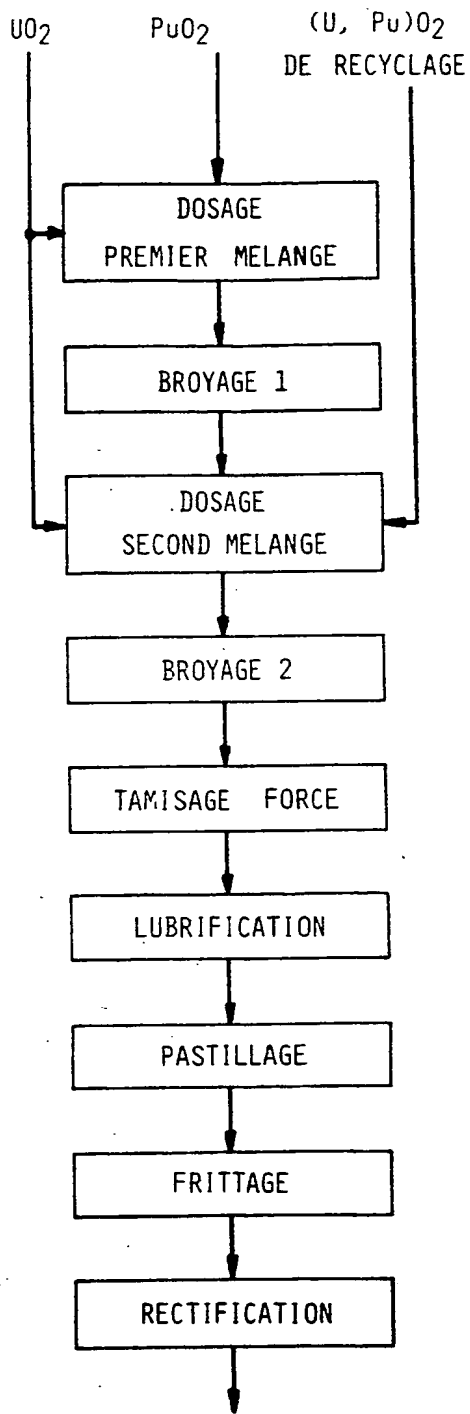 UO2
PuO2
(U, Pu)O2
DE RECYCLAGE
DOSAGE
PREMIER MELANGE
BROYAGE 1
DOSAGE
SECOND MELANGE
BROYAGE 2
TAMISAGE FORCE
LUBRIFICATION
PASTILLAGE
FRITTAGE
RECTIFICATION